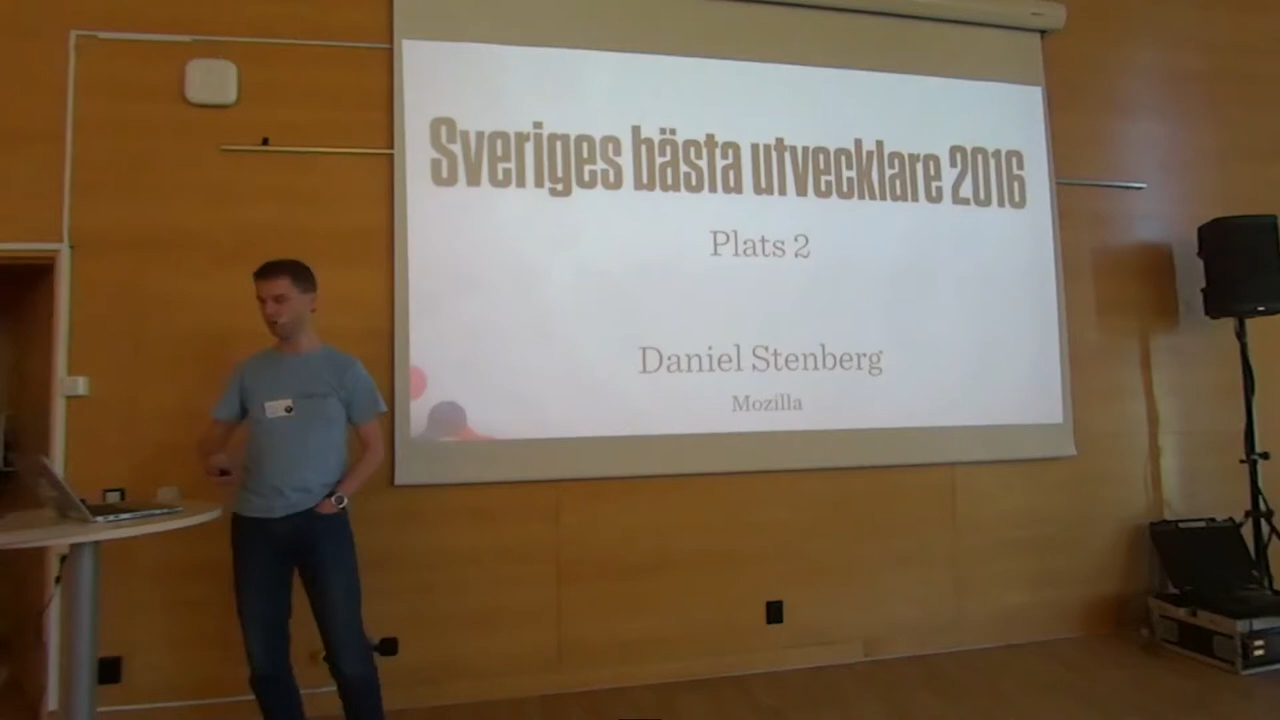 Sveriges bästa utvecklare 2016
Plats 2
Daniel Stenberg
Mozilla